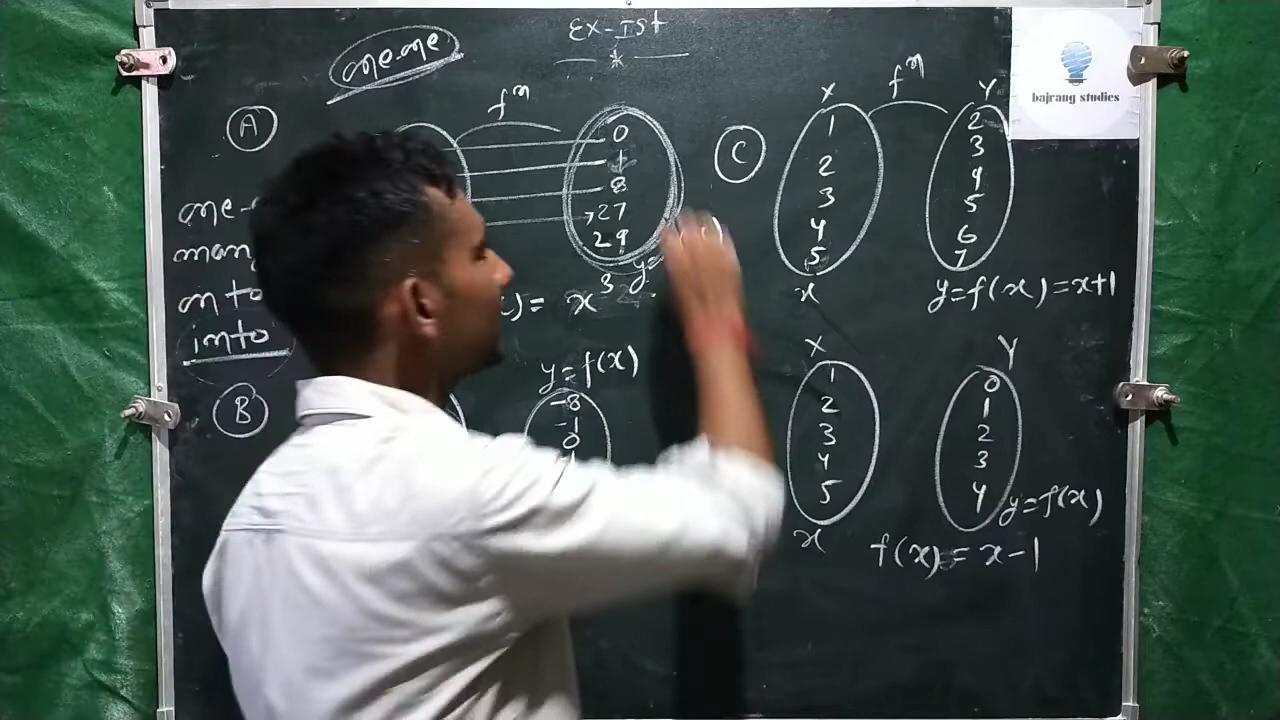 Ex-Ist
one-one
bajrang studies
A
fⁿ
0
1
8
27
29
one-
man
onto
into
= x³
y=
C
X
fⁿ
Y
1
2
3
4
5
x
2
3
4
5
6
7
y=f(x)=x+1
B
y=f(x)
-8
-1
0
X
Y
1
2
3
4
5
x
0
1
2
3
4
y=f(x)
f(x)= x-1